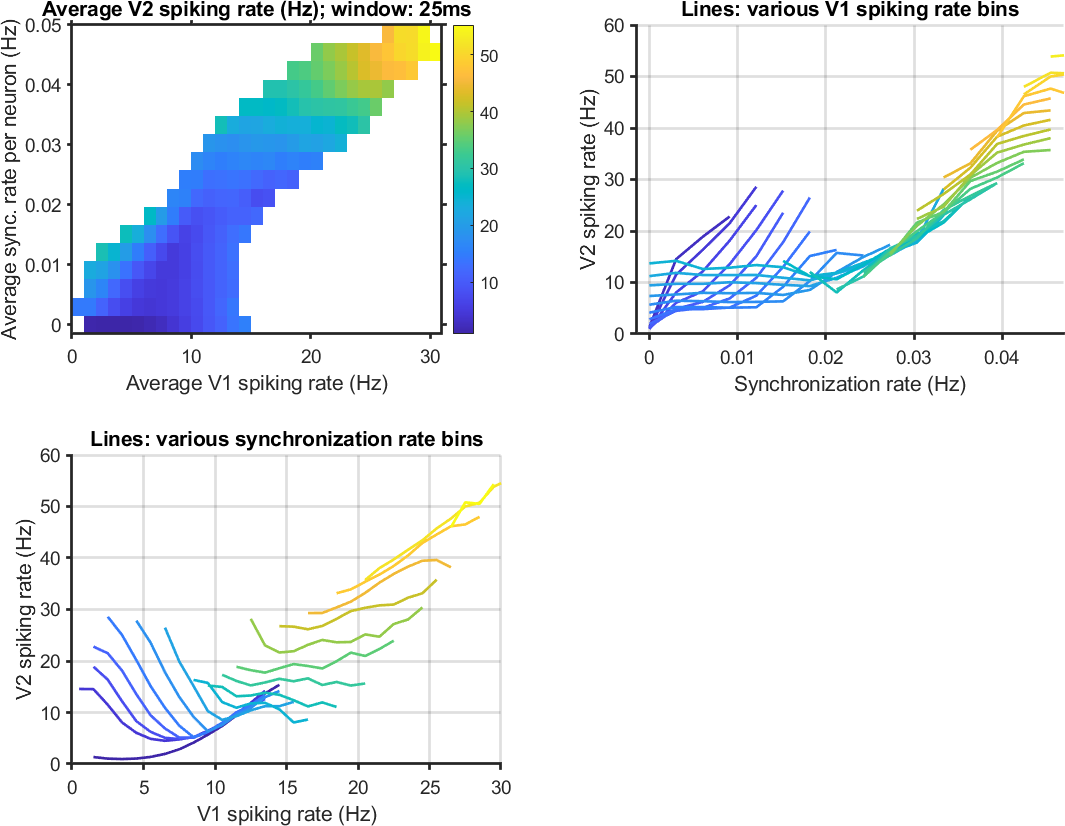 Average V2 spiking rate (Hz); window: 25ms
Average sync. rate per neuron (Hz)
0.05
0.04
0.03
0.02
0.01
0
0 10 20 30
Average V1 spiking rate (Hz)
50
40
30
20
10
Lines: various V1 spiking rate bins
V2 spiking rate (Hz)
60
50
40
30
20
10
0
0 0.01 0.02 0.03 0.04
Synchronization rate (Hz)
Lines: various synchronization rate bins
V2 spiking rate (Hz)
60
50
40
30
20
10
0
0 5 10 15 20 25 30
V1 spiking rate (Hz)